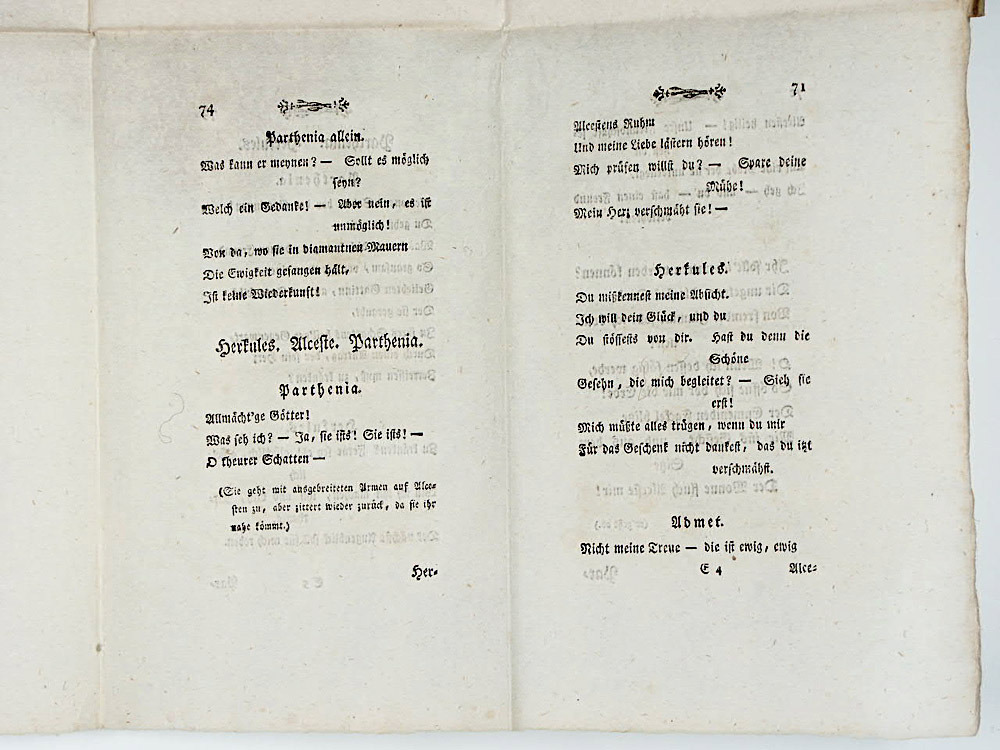 74
Parthenia allein.
Was kann er meynen? — Sollt es möglich
seyn?
Welch ein Gedanke! — Aber nein, es ist
unmöglich!
Von da, wo sie in diamantnen Mauern
Die Ewigkeit gefangen hält,
Ist keine Wiederkunst!
Herkules. Alceste. Parthenia.
Parthenia.
Allmächt'ge Götter!
Was seh ich? — Ja, sie ists! Sie ists! —
O theurer Schatten —
(Sie geht mit ausgebreiteten Armen auf Alce-
sten zu, aber zittert wieder zurück, da sie ihr
nahe kömmt.)
Her-
71
Alcestens Ruhm
Und meine Liebe lästern hören!
Mich prüfen willst du? — Spare deine
Mühe!
Mein Herz verschmäht sie! —
Herkules.
Du mißkennest meine Absicht.
Ich will dein Glück, und du
Du stössests von dir. Hast du denn die
Schöne
Gesehn, die mich begleitet? — Sieh sie
erst!
Mich müßte alles trügen, wenn du mir
Für das Geschenk nicht dankest, das du itzt
verschmähst.
Admet.
Nicht meine Treue — die ist ewig, ewig
E 4
Alce-